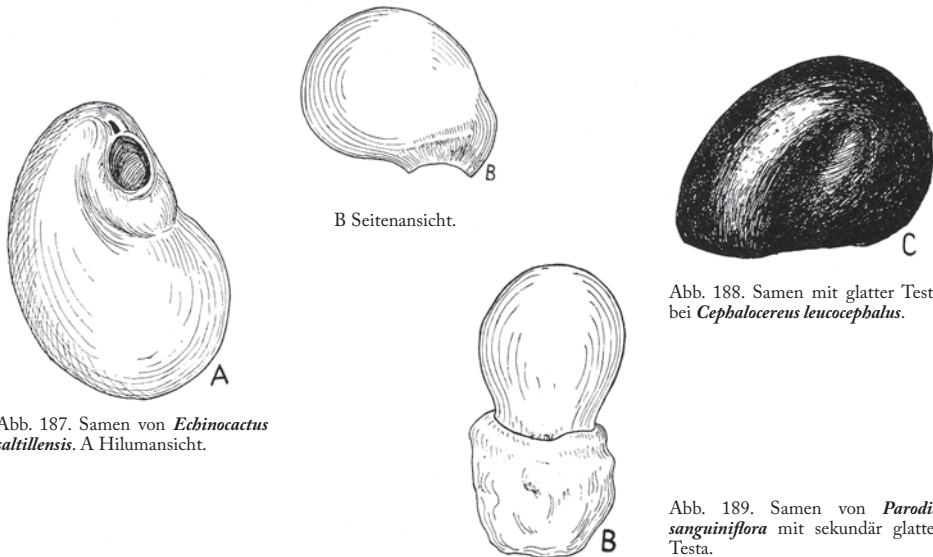 A
B
B Seitenansicht.
C
Abb. 187. Samen von Echinocactus
saltillensis. A Hilumansicht.
Abb. 188. Samen mit glatter Test
bei Cephalocereus leucocephalus.
B
Abb. 189. Samen von Parodi
sanguiniflora mit sekundär glatte
Testa.